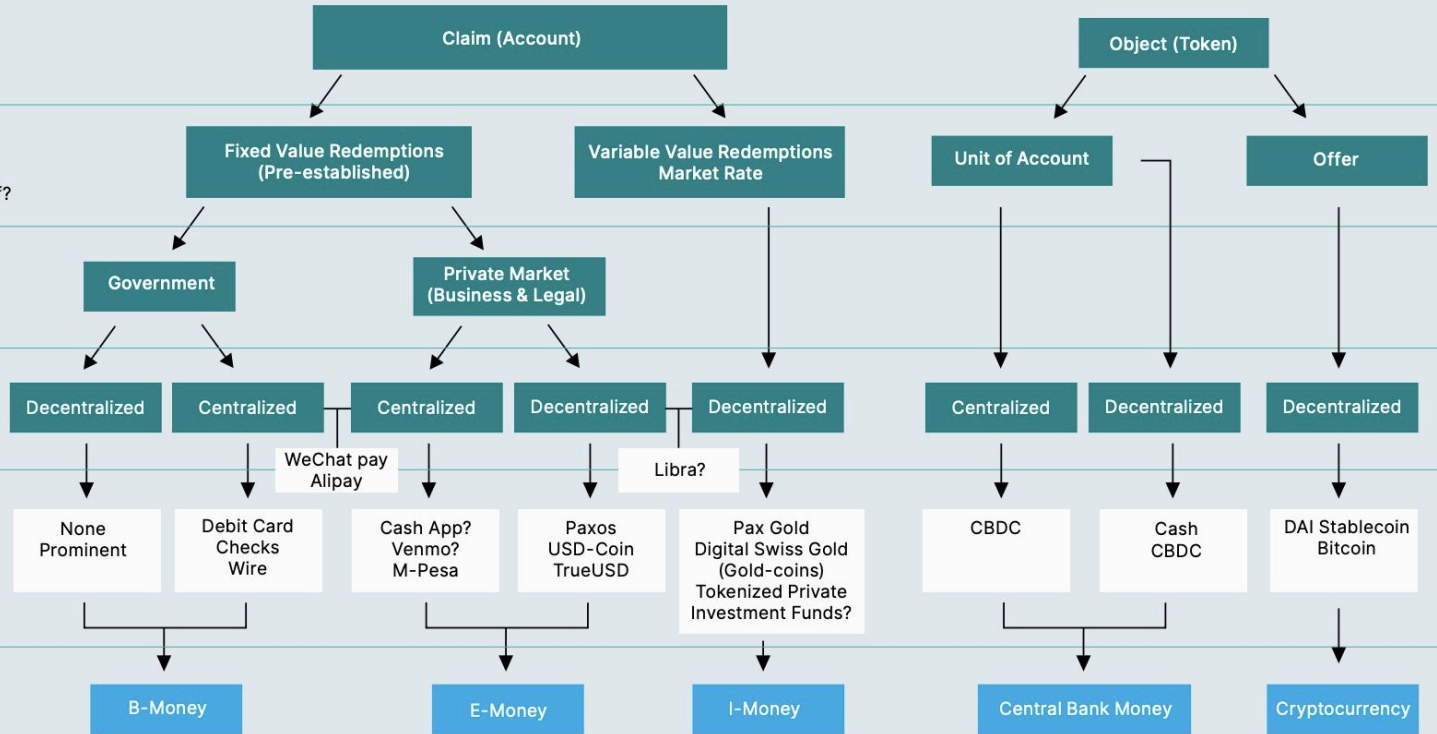 Claim (Account)
Object (Token)
Fixed Value Redemptions
(Pre-established)
Variable Value Redemptions
Market Rate
Unit of Account
Offer
f?
Government
Private Market
(Business & Legal)
Decentralized
Centralized
Centralized
Decentralized
Decentralized
Centralized
Decentralized
Decentralized
WeChat pay
Alipay
Libra?
None
Prominent
Debit Card
Checks
Wire
Cash App?
Venmo?
M-Pesa
Paxos
USD-Coin
TrueUSD
Pax Gold
Digital Swiss Gold
(Gold-coins)
Tokenized Private
Investment Funds?
CBDC
Cash
CBDC
DAI Stablecoin
Bitcoin
B-Money
E-Money
I-Money
Central Bank Money
Cryptocurrency